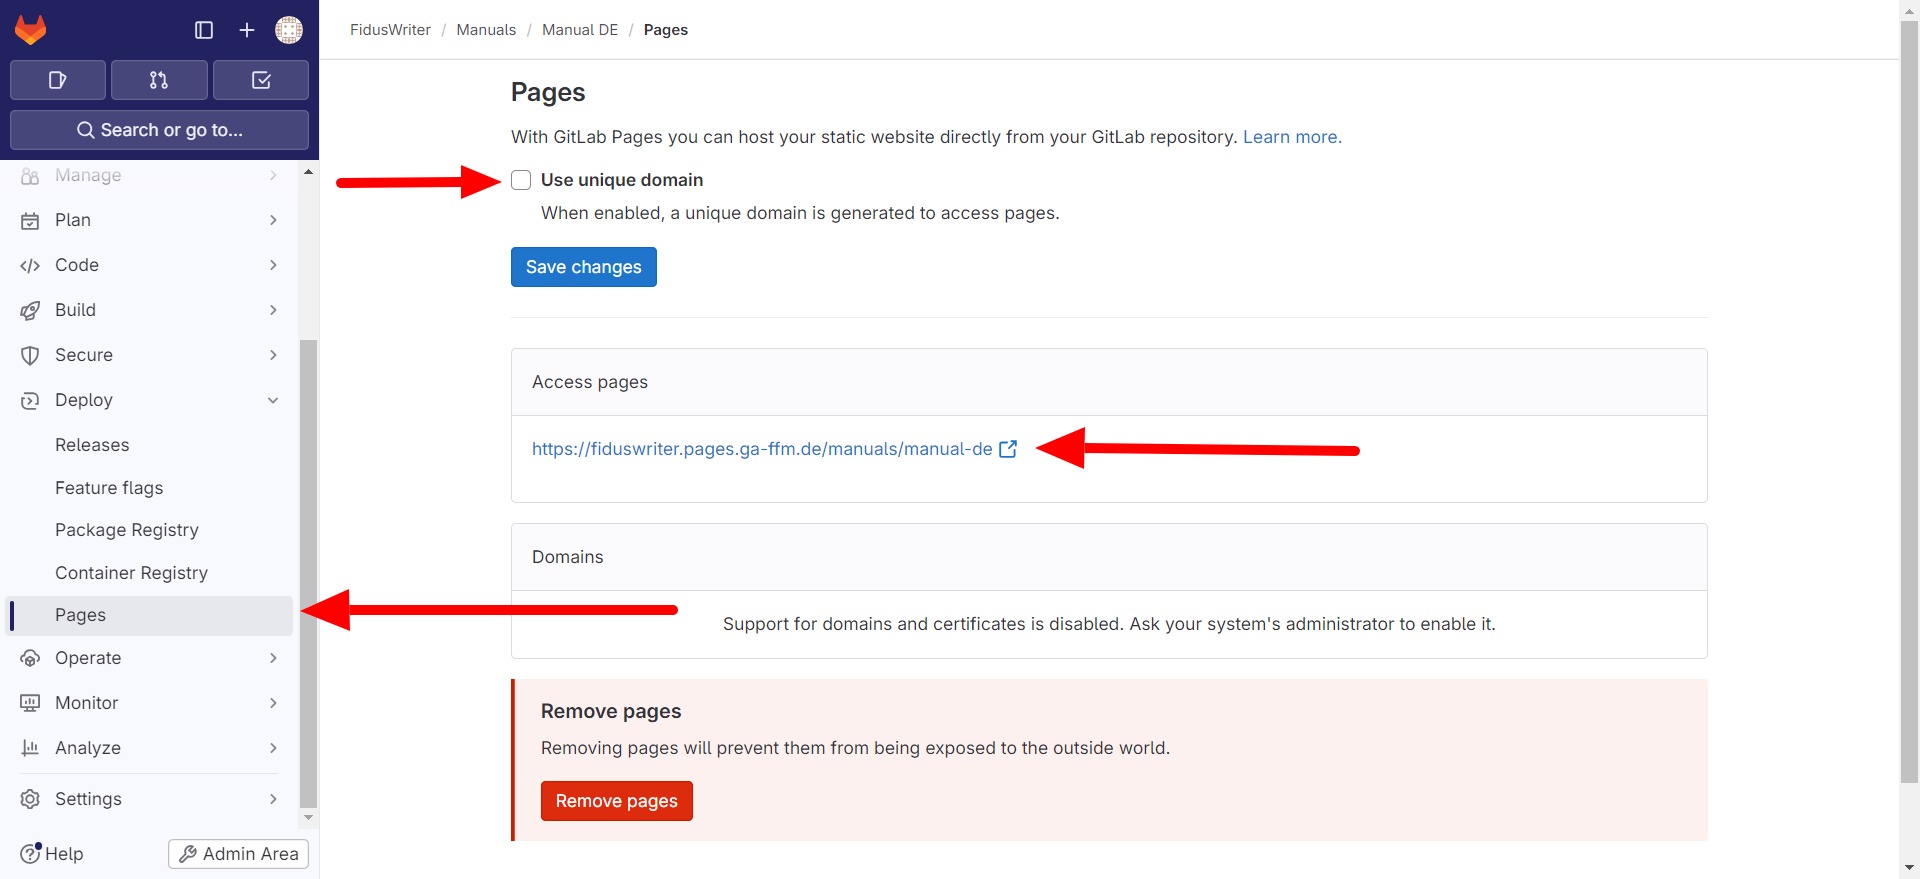 FidusWriter / Manuals / Manual DE / Pages
Search or go to...
Manage
Plan
Code
Build
Secure
Deploy
Releases
Feature flags
Package Registry
Container Registry
Pages
Operate
Monitor
Analyze
Settings
Help
Admin Area
Pages
With GitLab Pages you can host your static website directly from your GitLab repository. Learn more.
Use unique domain
When enabled, a unique domain is generated to access pages.
Save changes
Access pages
https://fiduswriter.pages.ga-ffm.de/manuals/manual-de
Domains
Support for domains and certificates is disabled. Ask your system's administrator to enable it.
Remove pages
Removing pages will prevent them from being exposed to the outside world.
Remove pages